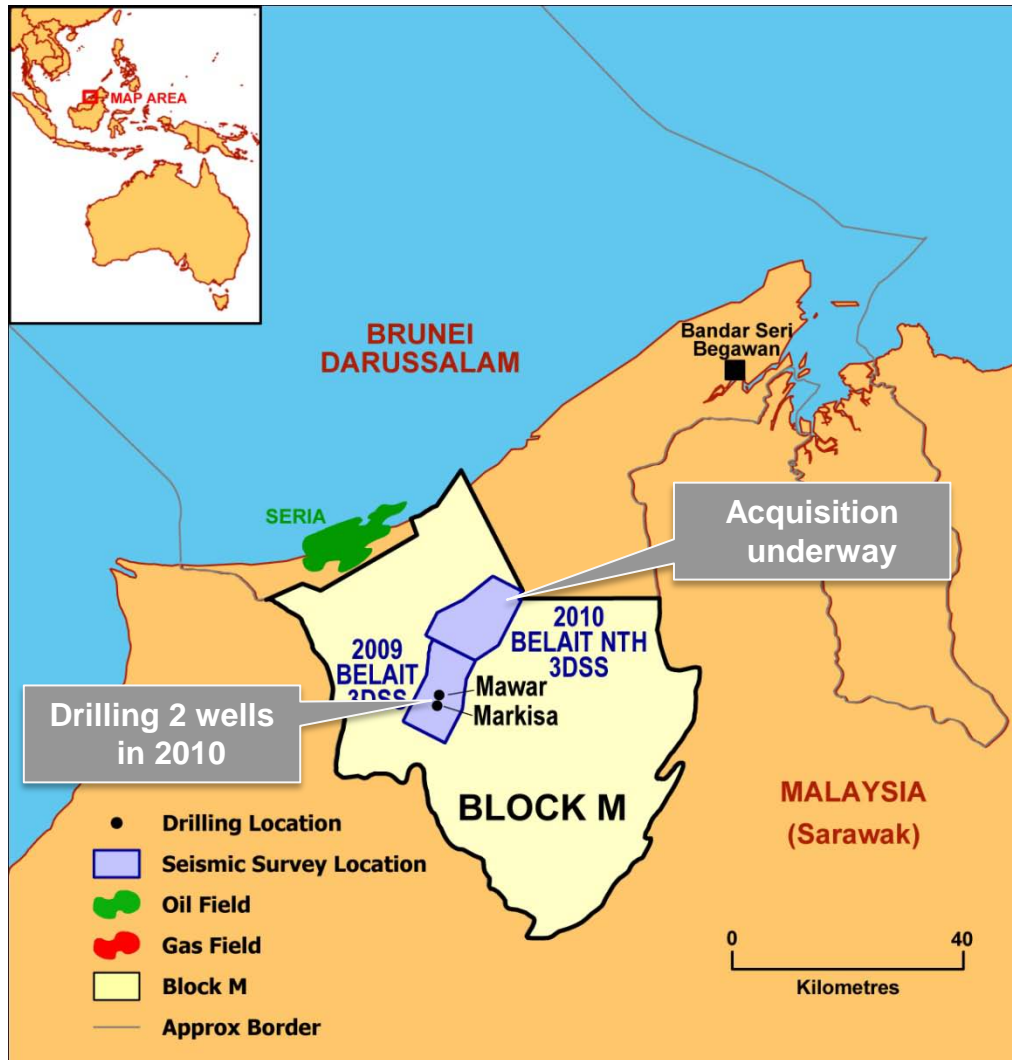 MAP AREA
BRUNEI
DARUSSALAM
Bandar Seri
Begawan
SERIA
Acquisition
underway
2009
BELAIT
3DSS
2010
BELAIT NTH
3DSS
Mawar
Markisa
Drilling 2 wells
in 2010
BLOCK M
MALAYSIA
(Sarawak)
Drilling Location
Seismic Survey Location
Oil Field
Gas Field
Block M
Approx Border
0 40
Kilometres